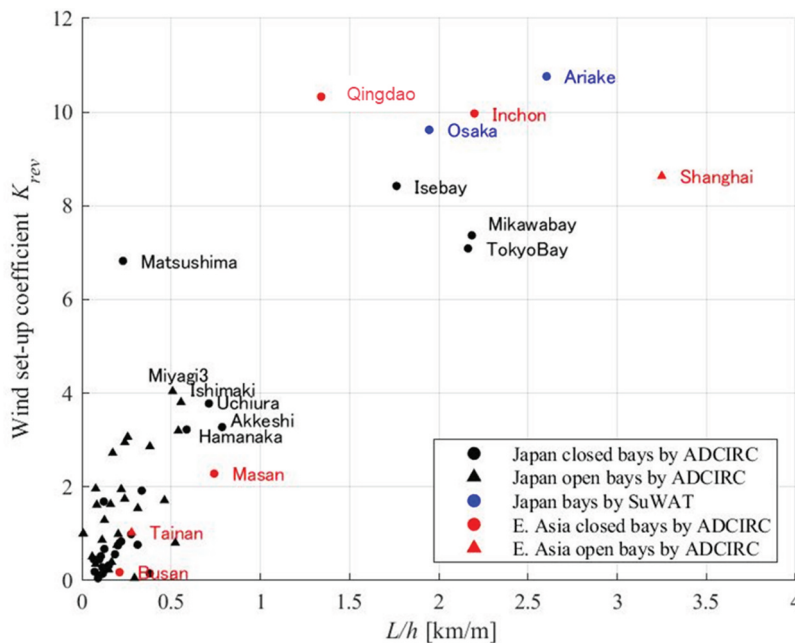 12
10
8
6
4
2
0
0
0.5
1
1.5
2
2.5
3
3.5
4
Wind set-up coefficient K_rev
L/h [km/m]
Ariake
Qingdao
Inchon
Osaka
Shanghai
Isebay
Mikawabay
TokyoBay
Matsushima
Miyagi3
Ishimaki
Uchiura
Akkeshi
Hamanaka
Masan
Tainan
Busan
Japan closed bays by ADCIRC
Japan open bays by ADCIRC
Japan bays by SuWAT
E. Asia closed bays by ADCIRC
E. Asia open bays by ADCIRC